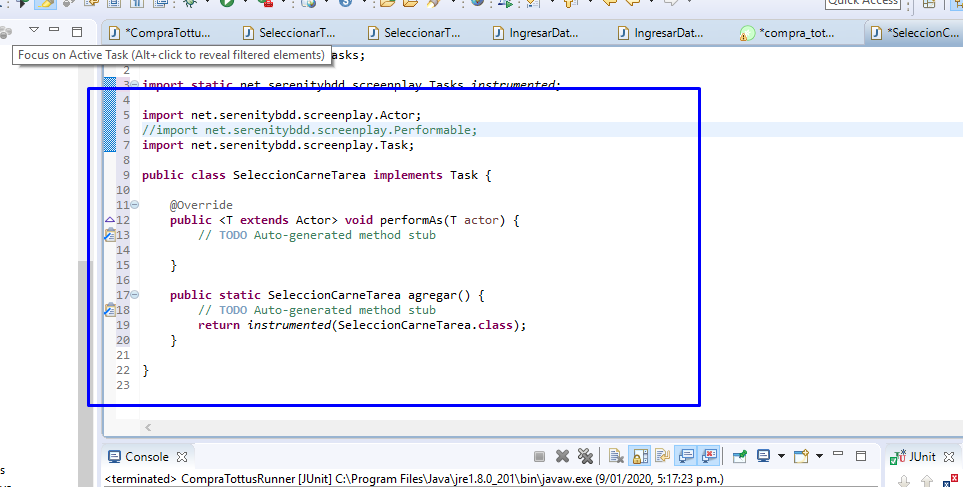 Quick Access
*CompraTottu...
SeleccionarT...
SeleccionarT...
IngresarDat...
IngresarDat...
*compra_tot...
*SeleccionC...
Focus on Active Task (Alt+click to reveal filtered elements)
asks;
2
3 import static net.serenitybdd.screenplay.Tasks.instrumented;
4
5 import net.serenitybdd.screenplay.Actor;
6 //import net.serenitybdd.screenplay.Performable;
7 import net.serenitybdd.screenplay.Task;
8
9 public class SeleccionCarneTarea implements Task {
10
11 @Override
12 public <T extends Actor> void performAs(T actor) {
13 // TODO Auto-generated method stub
14
15 }
16
17 public static SeleccionCarneTarea agregar() {
18 // TODO Auto-generated method stub
19 return instrumented(SeleccionCarneTarea.class);
20 }
21
22 }
23
Console
JUnit
<terminated> CompraTottusRunner [JUnit] C:\Program Files\Java\jre1.8.0_201\bin\javaw.exe (9/01/2020, 5:17:23 p.m.)
s